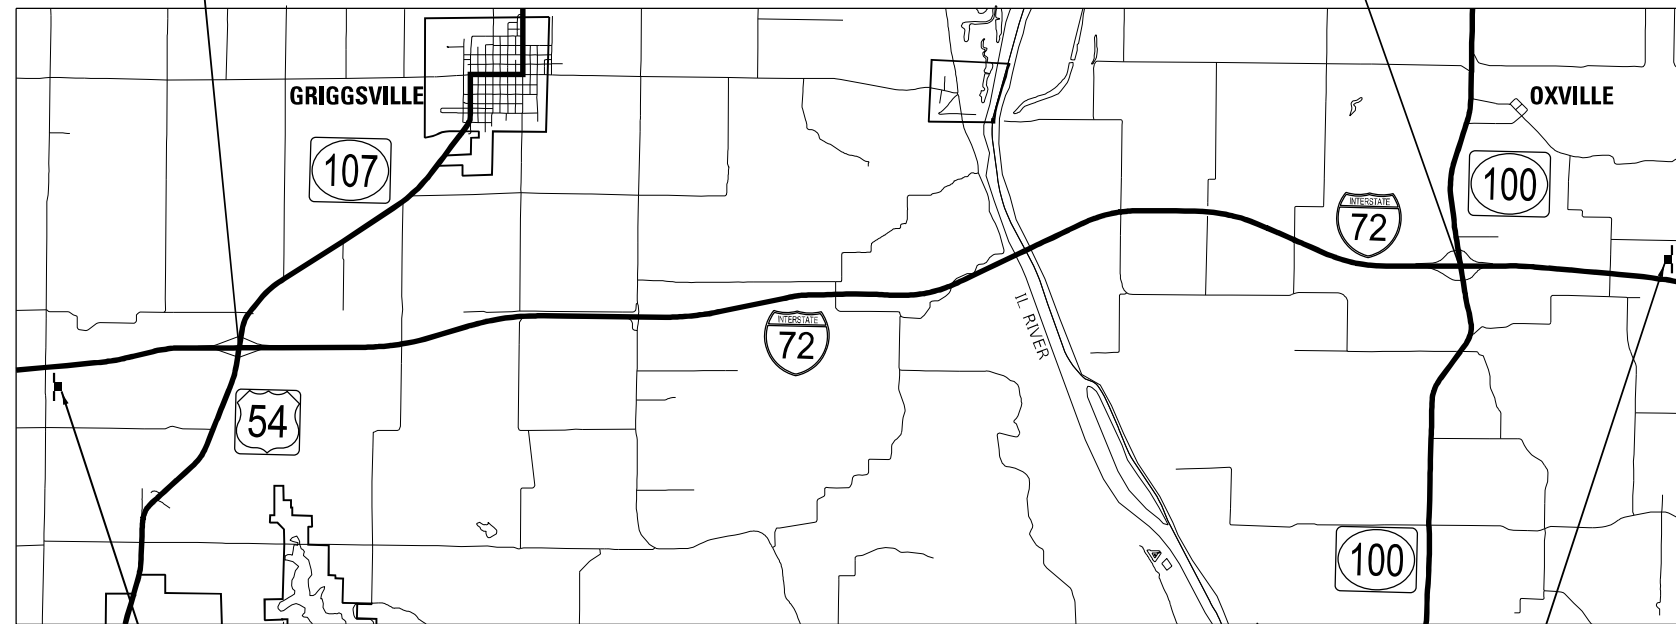 GRIGGSVILLE
OXVILLE
107
100
INTERSTATE
72
IL RIVER
INTERSTATE
72
54
100